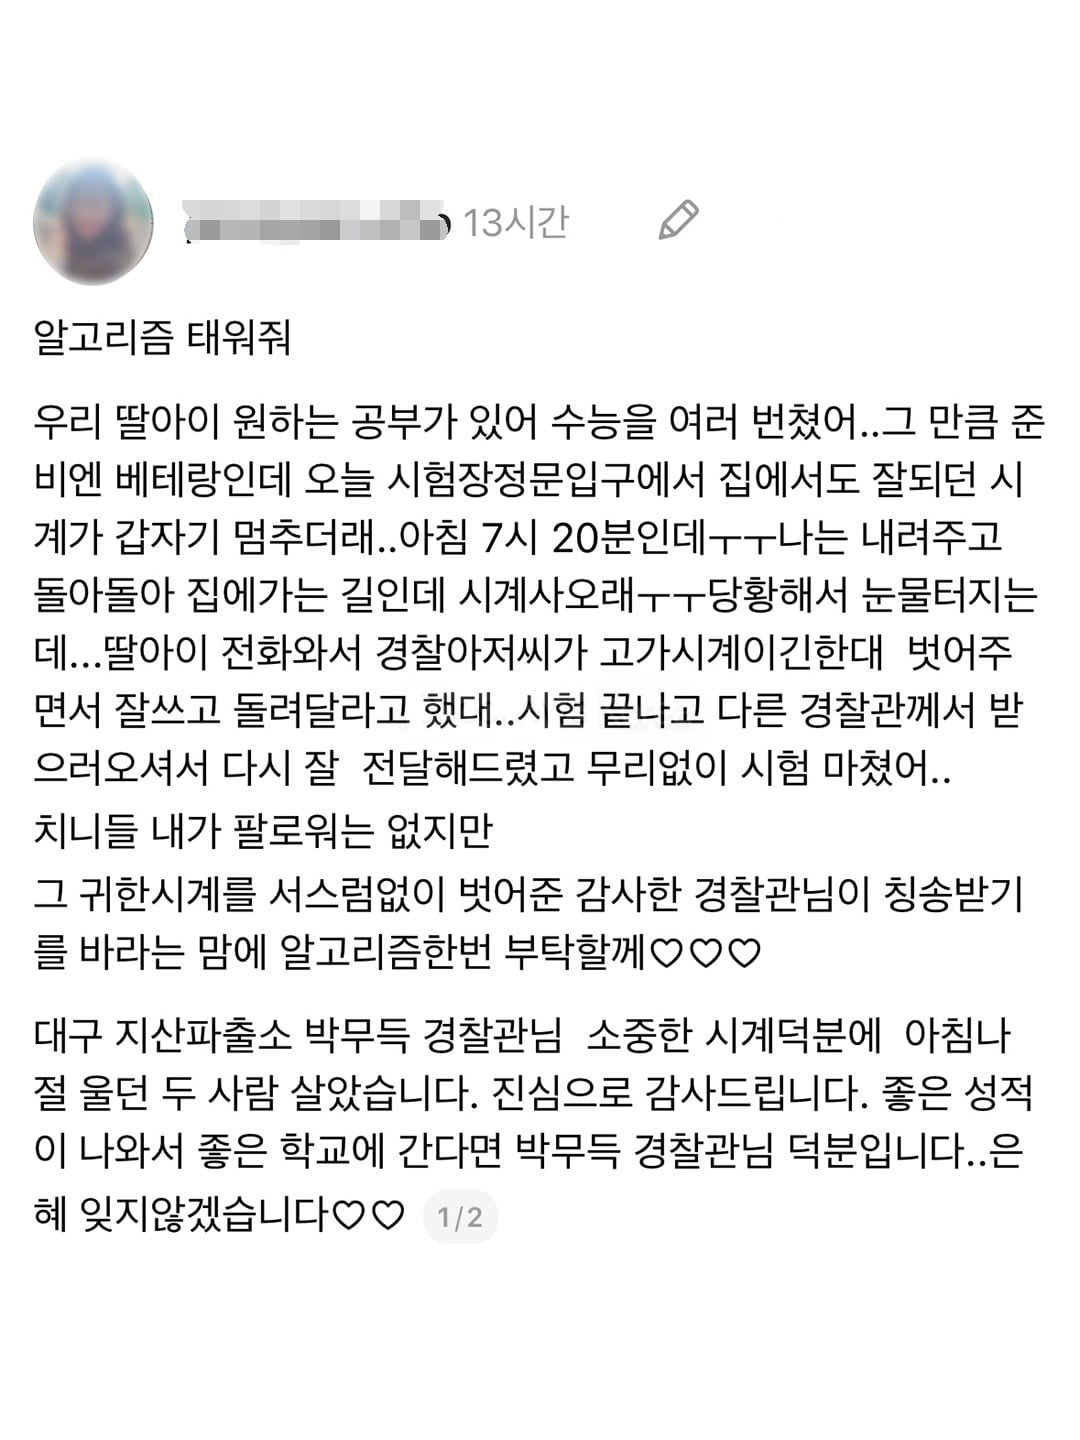 13시간
알고리즘 태워줘
우리 딸아이 원하는 공부가 있어 수능을 여러 번쳤어..그 만큼 준
비엔 베테랑인데 오늘 시험장정문입구에서 집에서도 잘되던 시
계가 갑자기 멈추더래..아침 7시 20분인데ㅜㅜ나는 내려주고
돌아돌아 집에가는 길인데 시계사오래ㅜㅜ당황해서 눈물터지는
데...딸아이 전화와서 경찰아저씨가 고가시계이긴한대 벗어주
면서 잘쓰고 돌려달라고 했대..시험 끝나고 다른 경찰관께서 받
으러오셔서 다시 잘 전달해드렸고 무리없이 시험 마쳤어..
치니들 내가 팔로워는 없지만
그 귀한시계를 서스럼없이 벗어준 감사한 경찰관님이 칭송받기
를 바라는 맘에 알고리즘한번 부탁할께♡♡♡
대구 지산파출소 박무득 경찰관님 소중한 시계덕분에 아침나
절 울던 두 사람 살았습니다. 진심으로 감사드립니다. 좋은 성적
이 나와서 좋은 학교에 간다면 박무득 경찰관님 덕분입니다..은
혜 잊지않겠습니다♡♡ 1/2